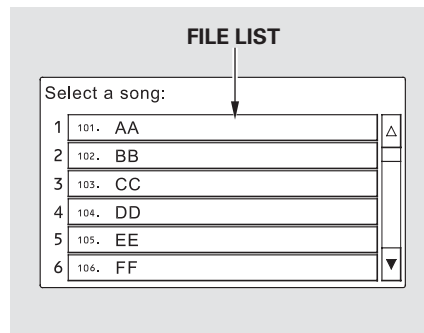 FILE LIST
Select a song:
1 101. AA
2 102. BB
3 103. CC
4 104. DD
5 105. EE
6 106. FF